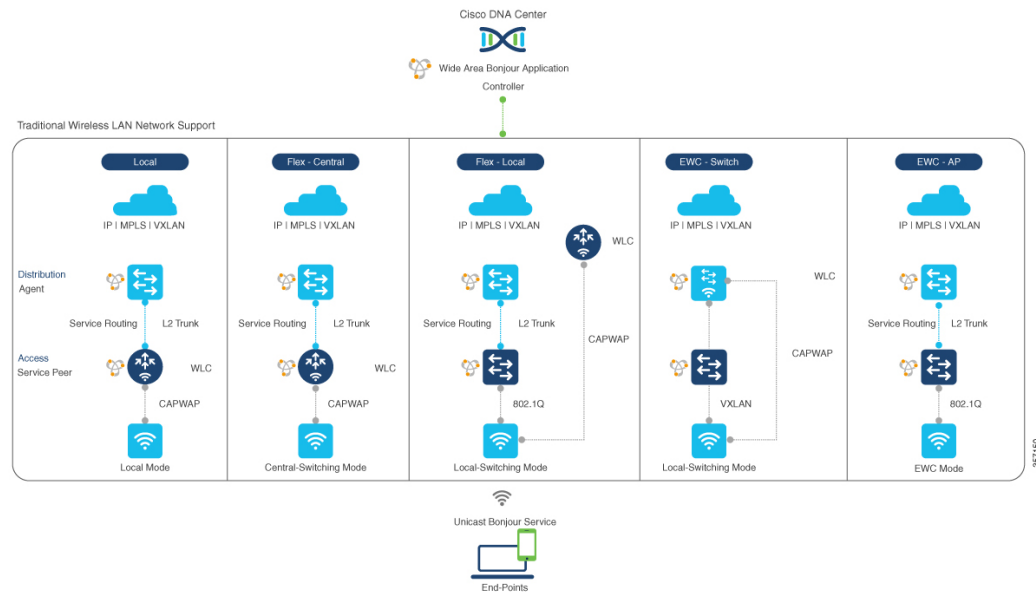 Cisco DNA Center
Wide Area Bonjour Application
Controller
Traditional Wireless LAN Network Support
Local
Flex - Central
Flex - Local
EWC - Switch
EWC - AP
IP | MPLS | VXLAN
IP | MPLS | VXLAN
IP | MPLS | VXLAN
IP | MPLS | VXLAN
IP | MPLS | VXLAN
WLC
Distribution
Agent
WLC
Service Routing
L2 Trunk
Service Routing
L2 Trunk
Service Routing
L2 Trunk
Service Routing
L2 Trunk
CAPWAP
CAPWAP
Access
Service Peer
WLC
WLC
CAPWAP
CAPWAP
802.1Q
VXLAN
802.1Q
Local Mode
Central-Switching Mode
Local-Switching Mode
Local-Switching Mode
EWC Mode
357150
Unicast Bonjour Service
End-Points